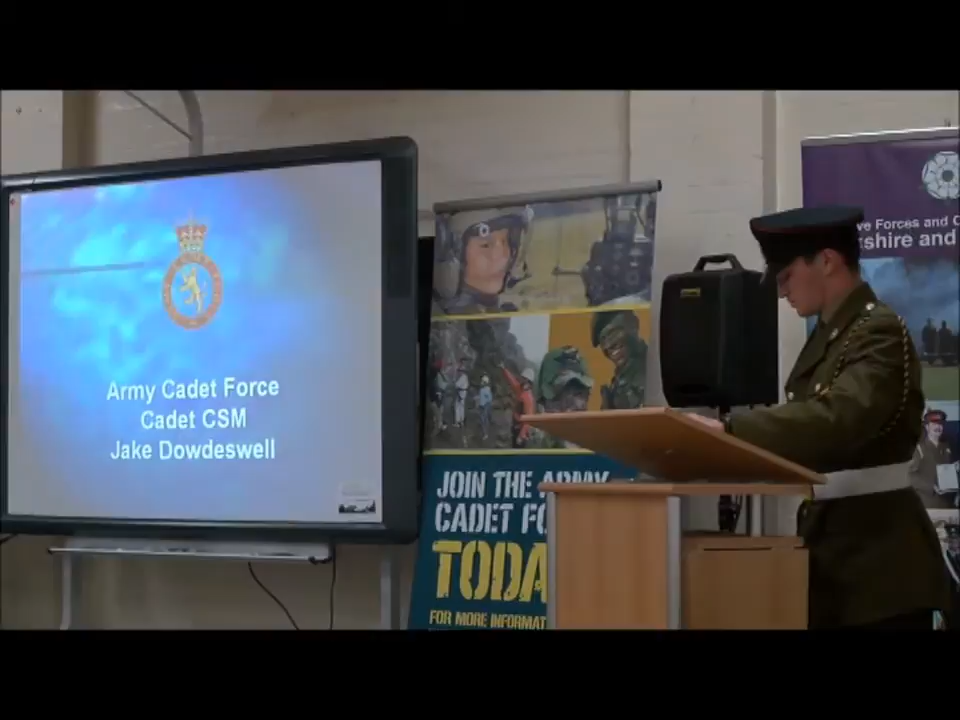 Army Cadet Force
Cadet CSM
Jake Dowdeswell
JOIN THE ARMY
CADET FO
TODA
FOR MORE INFORMAT
ve Forces and C
tshire and